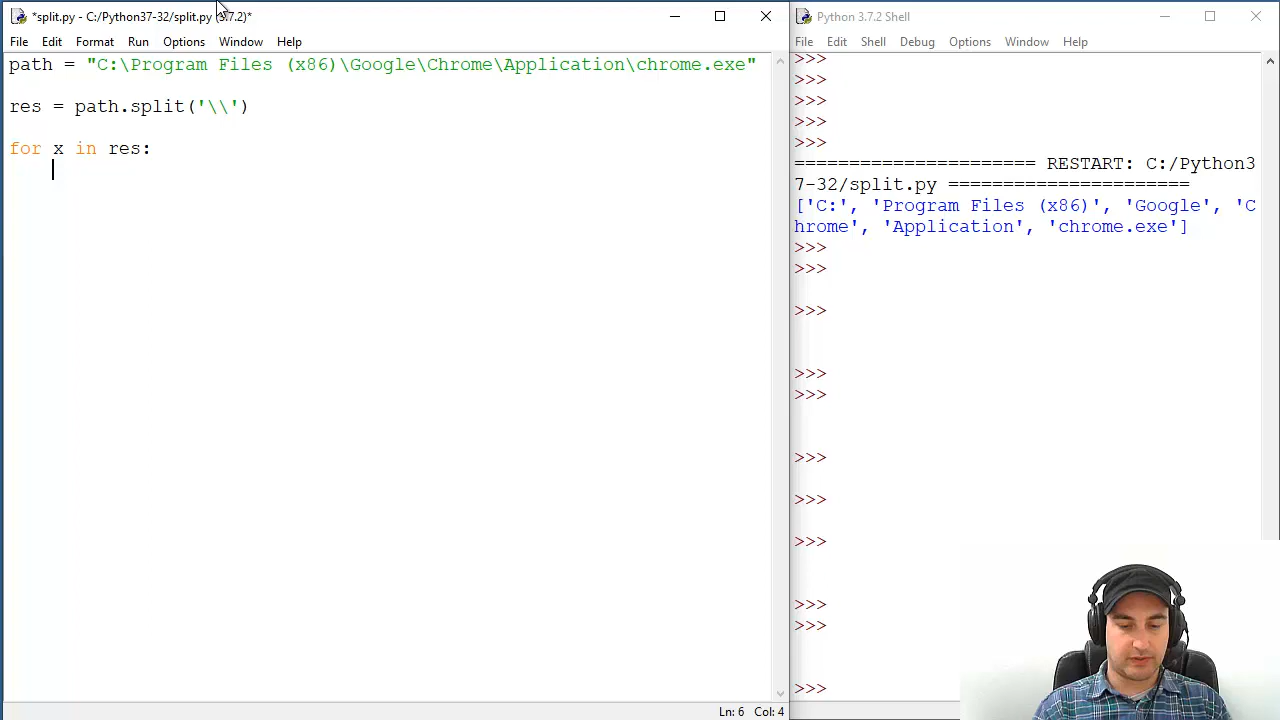 *split.py - C:/Python37-32/split.py (3.7.2)*
File Edit Format Run Options Window Help
path = "C:\Program Files (x86)\Google\Chrome\Application\chrome.exe"
res = path.split('\\')
for x in res:
Ln: 6 Col: 4
Python 3.7.2 Shell
File Edit Shell Debug Options Window Help
>>>
>>>
>>>
>>>
>>>
====================== RESTART: C:/Python3
7-32/split.py ======================
['C:', 'Program Files (x86)', 'Google', 'C
hrome', 'Application', 'chrome.exe']
>>>
>>>
>>>
>>>
>>>
>>>
>>>
>>>
>>>
>>>
>>>